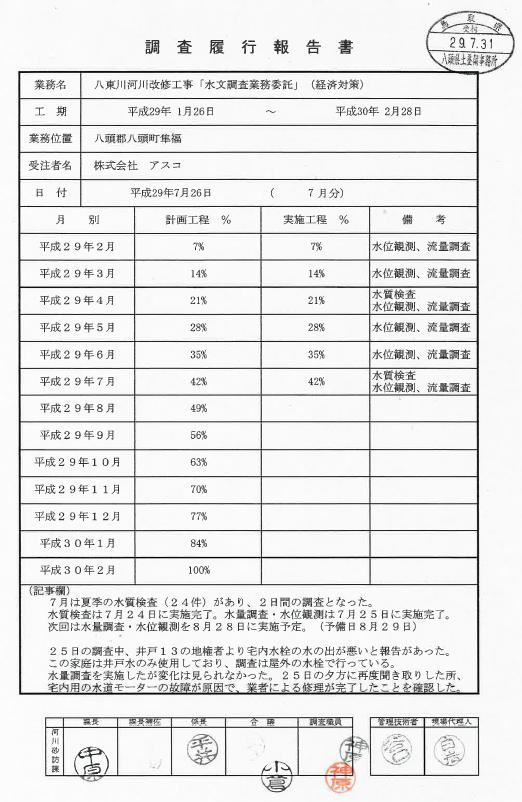 調査履行報告書
鳥取県
受付
29.7.31
八頭県土整備事務所
業務名 八東川河川改修工事「水文調査業務委託」（経済対策）
工期 平成29年 1月26日 ～ 平成30年 2月28日
業務位置 八頭郡八頭町隼福
受注者名 株式会社 アスコ
日付 平成29年7月26日 （ 7月分）
月別 計画工程 % 実施工程 % 備考
平成29年2月 7% 7% 水位観測、流量調査
平成29年3月 14% 14% 水位観測、流量調査
平成29年4月 21% 21% 水質検査
水位観測、流量調査
平成29年5月 28% 28% 水位観測、流量調査
平成29年6月 35% 35% 水位観測、流量調査
平成29年7月 42% 42% 水質検査
水位観測、流量調査
平成29年8月 49%
平成29年9月 56%
平成29年10月 63%
平成29年11月 70%
平成29年12月 77%
平成30年1月 84%
平成30年2月 100%
（記事欄）
7月は夏季の水質検査（24件）があり、2日間の調査となった。
水質検査は7月24日に実施完了。水量調査・水位観測は7月25日に実施完了。
次回は水量調査・水位観測を8月28日に実施予定。（予備日8月29日）
25日の調査中、井戸13の地権者より宅内水栓の水の出が悪いと報告があった。
この家庭は井戸水のみ使用しており、調査は屋外の水栓で行っている。
水量調査を実施したが変化は見られなかった。25日の夕方に再度聞き取りした所、
宅内用の水道モーターの故障が原因で、業者による修理が完了したことを確認した。
河川砂防課
課長 課長補佐 係長 合議 調査職員 管理技術者 現場代理人
中原
小倉
神原
神原